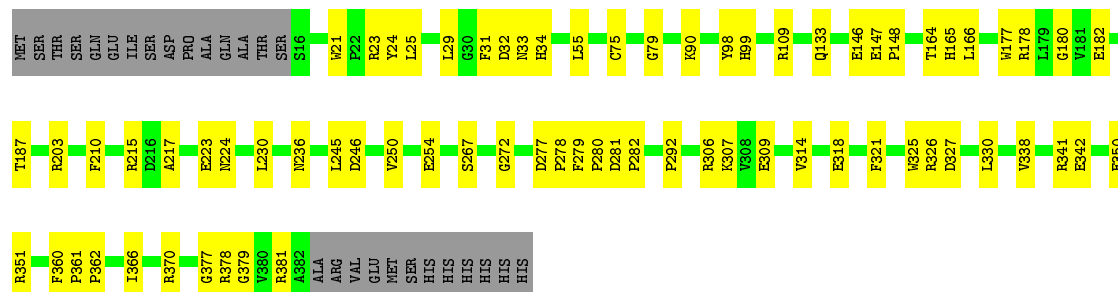 MET SER THR SER GLN GLU ILE SER ASP PRO ALA GLN ALA THR SER S16 W21 P22 R23 Y24 L25 L29 G30 F31 D32 N33 H34 L55 C75 G79 K90 Y98 H99 R109 Q133 E146 E147 P148 T164 H165 L166 W177 R178 L179 G180 V181 E182
T187 R203 F210 R215 D216 A217 E223 N224 L230 N236 L245 D246 V250 E254 S267 G272 D277 P278 F279 P280 D281 P282 P292 R306 K307 V308 E309 V314 E318 F321 W325 R326 D327 L330 V338 R341 E342
R351 F360 P361 P362 I366 R370 G377 R378 G379 V380 R381 A382 ALA ARG VAL GLU MET SER HIS HIS HIS HIS HIS HIS